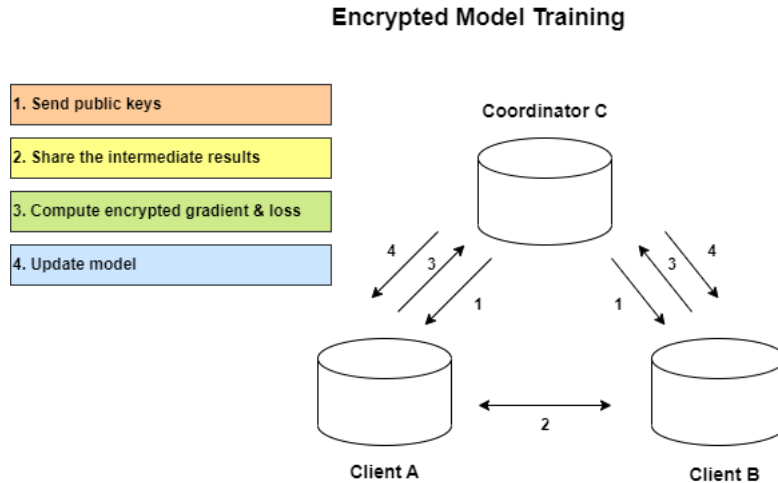 Encrypted Model Training
1. Send public keys
2. Share the intermediate results
3. Compute encrypted gradient & loss
4. Update model
Coordinator C
4
3
1
1
3
4
2
Client A
Client B